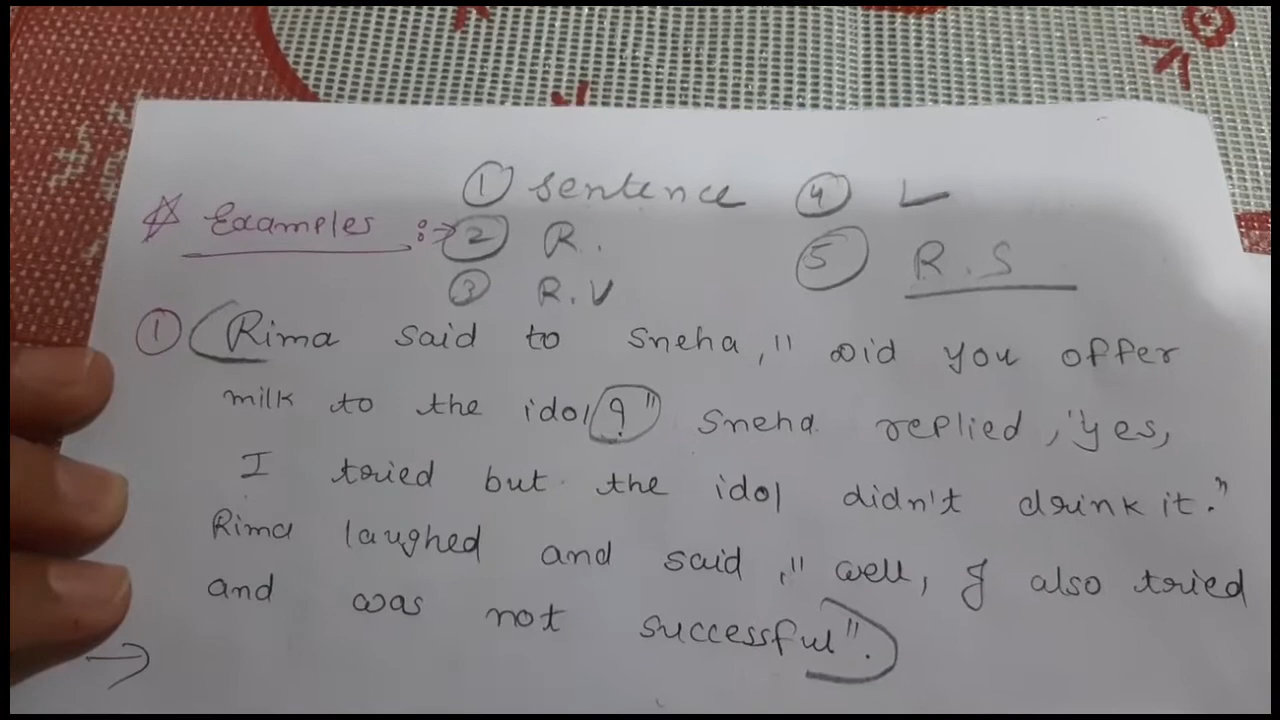 ① sentence ④ L
☆ Examples :→ ② R. ⑤ R.S
③ R.V
① Rima said to Sneha, " Did you offer
milk to the idol?" Sneha replied, "yes,
I tried but the idol didn't drink it."
Rima laughed and said ," well, I also tried
and was not successful".
→